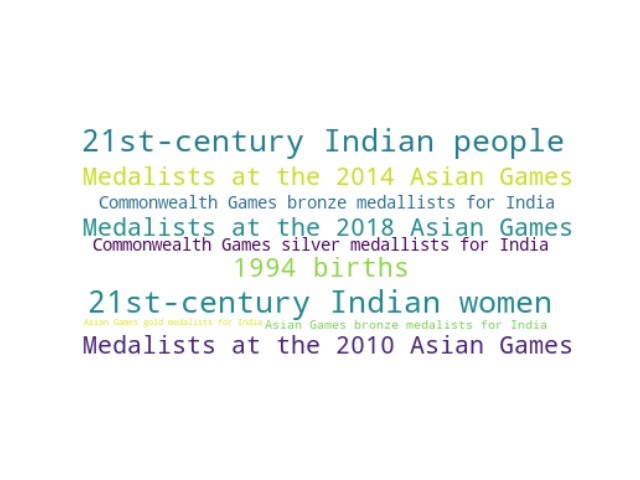 21st-century Indian people
Medalists at the 2014 Asian Games
Commonwealth Games bronze medallists for India
Medalists at the 2018 Asian Games
Commonwealth Games silver medallists for India
1994 births
21st-century Indian women
Asian Games gold medalists for India
Asian Games bronze medalists for India
Medalists at the 2010 Asian Games